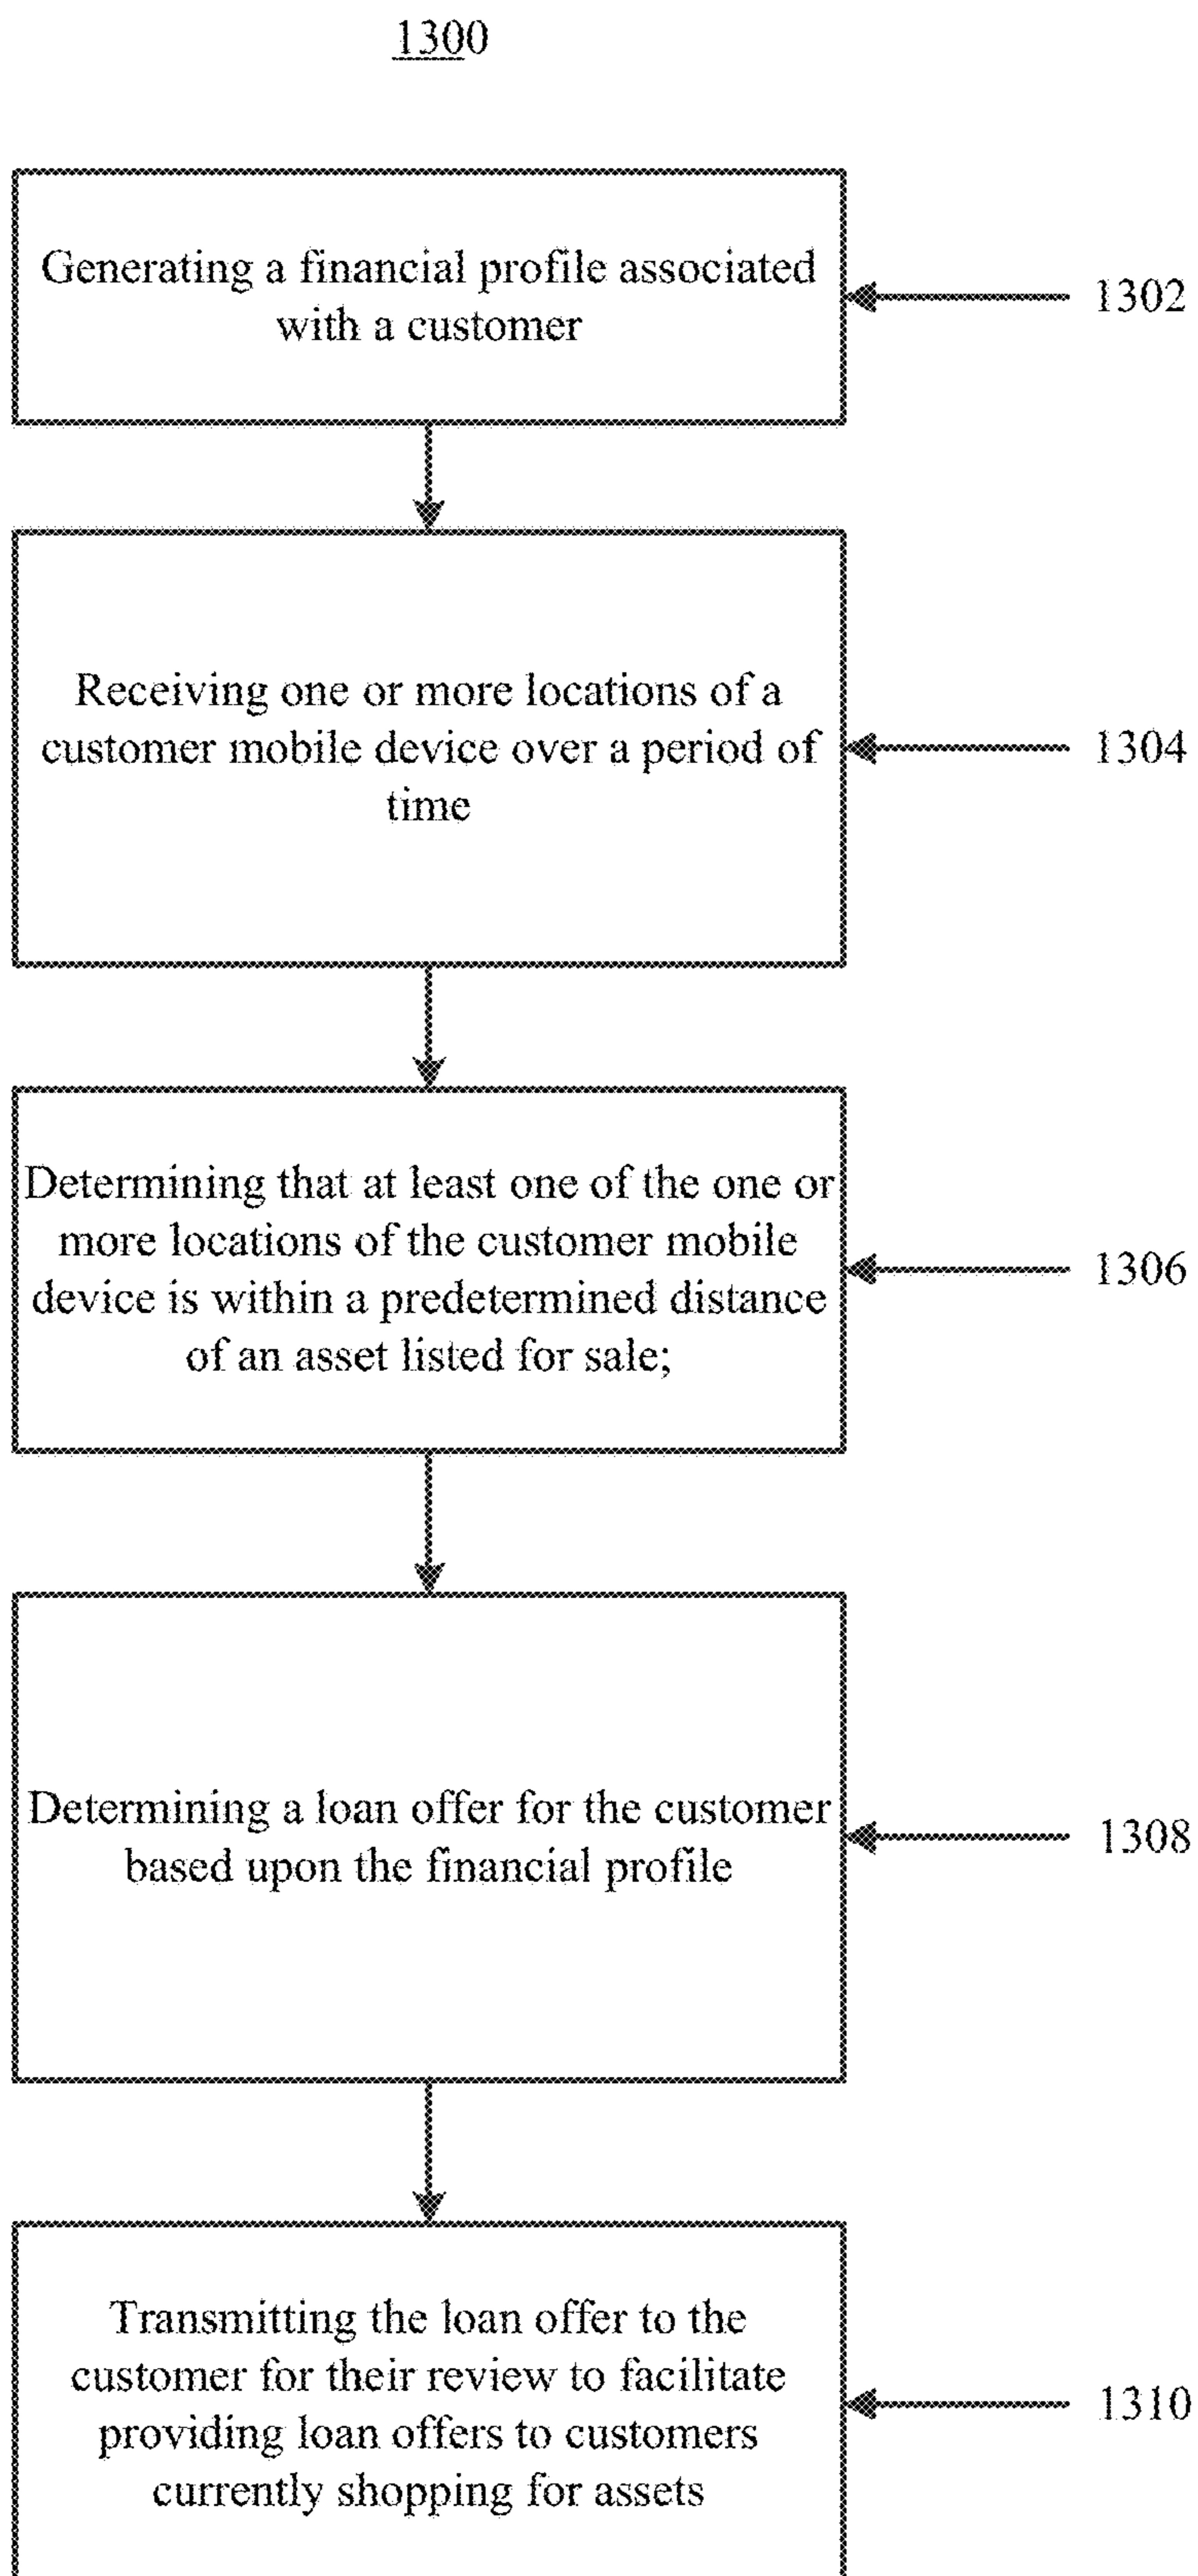 1300
Generating a financial profile associated
with a customer
1302
Receiving one or more locations of a
customer mobile device over a period of
time
1304
Determining that at least one of the one or
more locations of the customer mobile
device is within a predetermined distance
of an asset listed for sale;
1306
Determining a loan offer for the customer
based upon the financial profile
1308
Transmitting the loan offer to the
customer for their review to facilitate
providing loan offers to customers
currently shopping for assets
1310